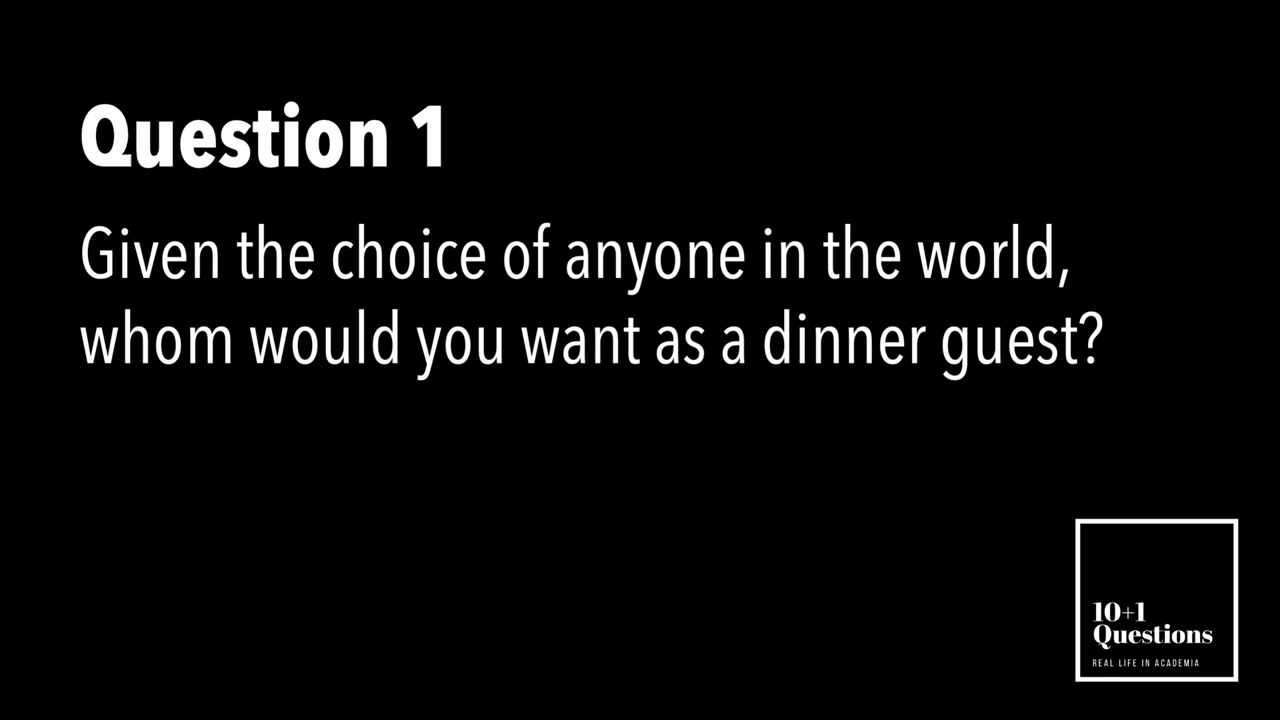 Question 1
Given the choice of anyone in the world,
whom would you want as a dinner guest?
10+1
Questions
REAL LIFE IN ACADEMIA